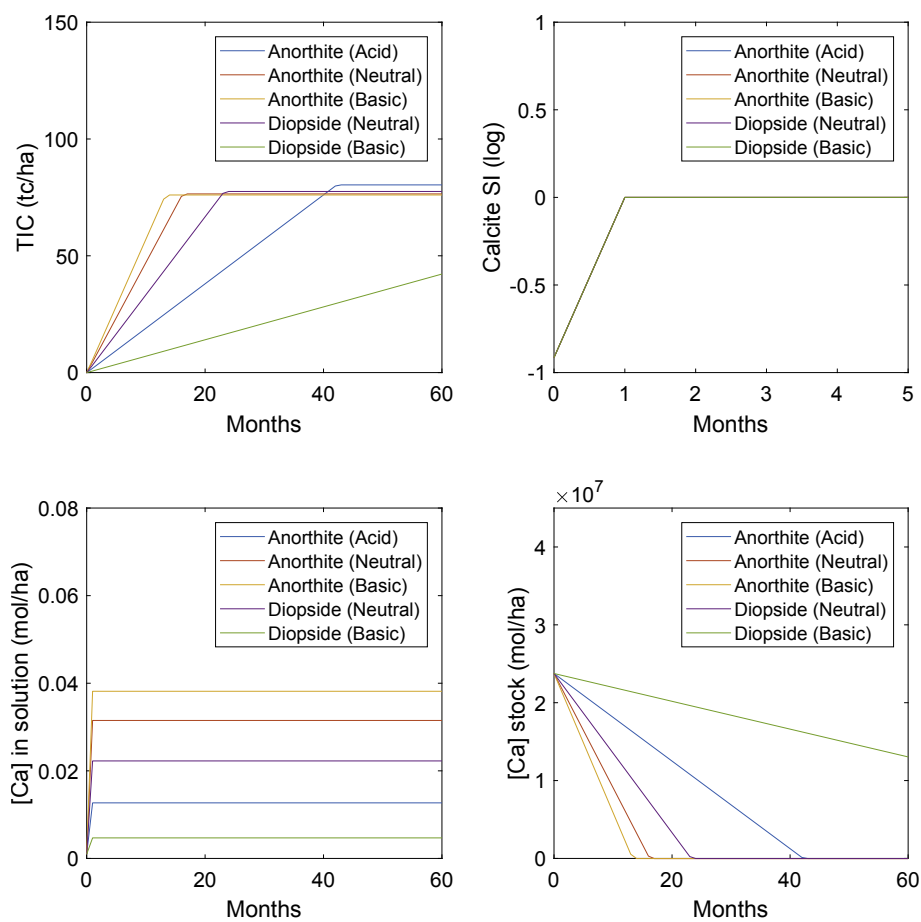 150
100
50
0
TIC (tc/ha)
0 20 40 60
Months
Anorthite (Acid)
Anorthite (Neutral)
Anorthite (Basic)
Diopside (Neutral)
Diopside (Basic)
1
0.5
0
-0.5
-1
Calcite SI (log)
0 1 2 3 4 5
Months
Anorthite (Acid)
Anorthite (Neutral)
Anorthite (Basic)
Diopside (Neutral)
Diopside (Basic)
0.08
0.06
0.04
0.02
0
[Ca] in solution (mol/ha)
0 20 40 60
Months
Anorthite (Acid)
Anorthite (Neutral)
Anorthite (Basic)
Diopside (Neutral)
Diopside (Basic)
×10⁷
4
3
2
1
0
[Ca] stock (mol/ha)
0 20 40 60
Months
Anorthite (Acid)
Anorthite (Neutral)
Anorthite (Basic)
Diopside (Neutral)
Diopside (Basic)